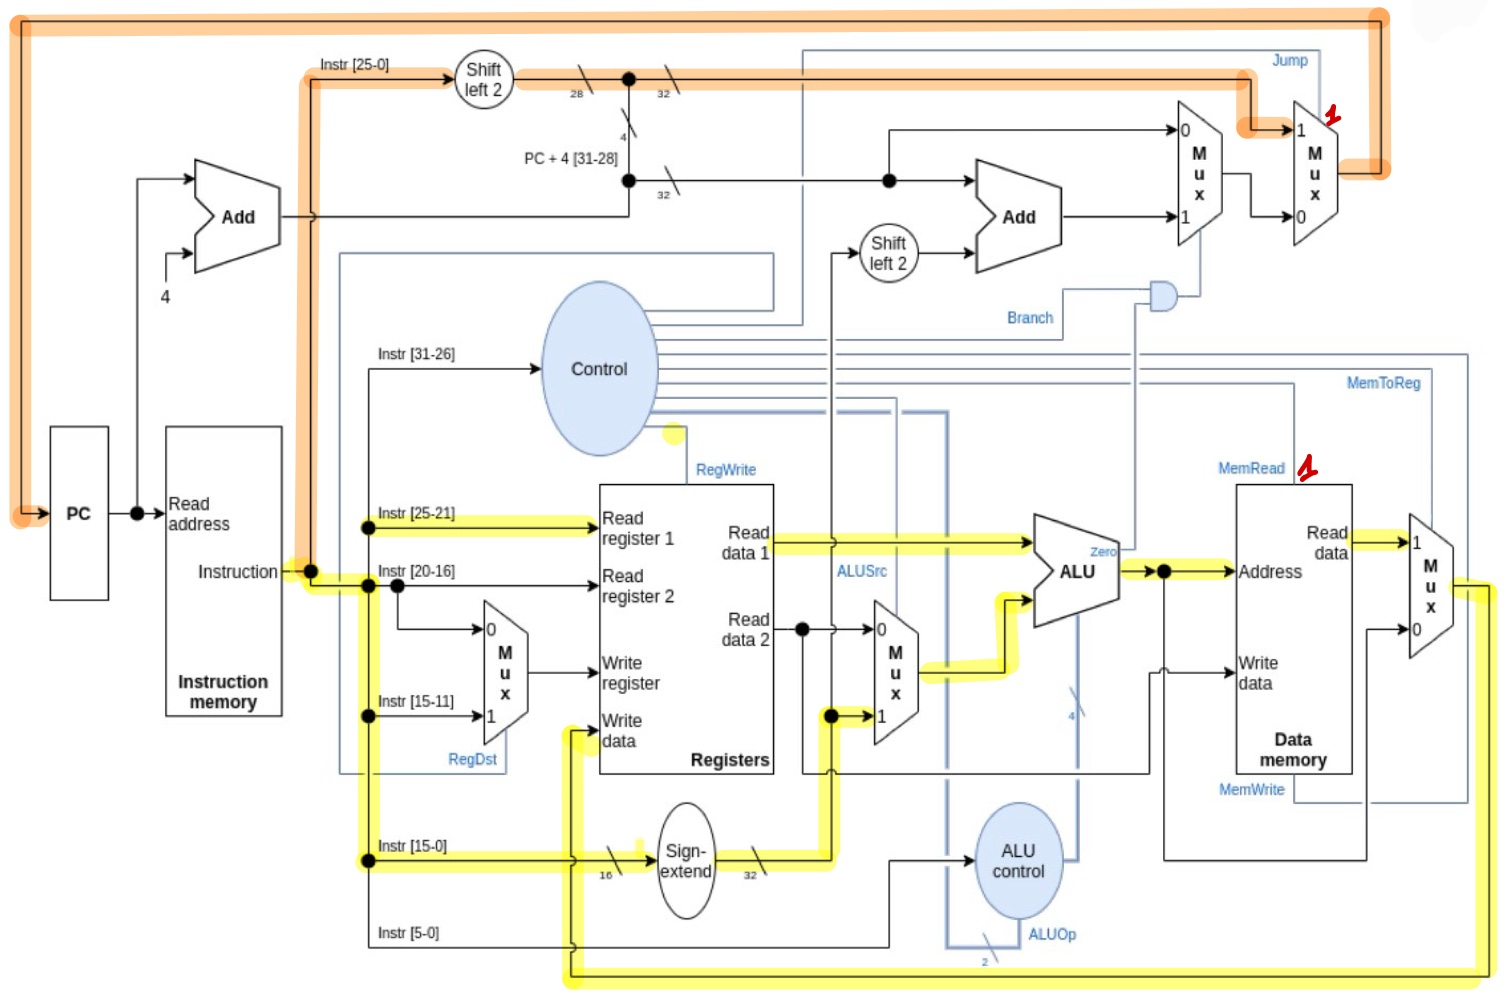 Instr [25-0]
Shift
left 2
28
32
Jump
1
4
PC + 4 [31-28]
32
0
M
u
x
1
1
M
u
x
0
Add
4
Add
Shift
left 2
Branch
Instr [31-26]
Control
MemToReg
RegWrite
MemRead
1
PC
Read
address
Instruction
Instruction
memory
Instr [25-21]
Instr [20-16]
0
M
u
x
1
Instr [15-11]
RegDst
Read
register 1
Read
register 2
Write
register
Write
data
Read
data 1
Read
data 2
Registers
ALUSrc
0
M
u
x
1
Zero
ALU
4
Address
Write
data
Read
data
Data
memory
MemWrite
1
M
u
x
0
Instr [15-0]
16
Sign-
extend
32
ALU
control
Instr [5-0]
ALUOp
2